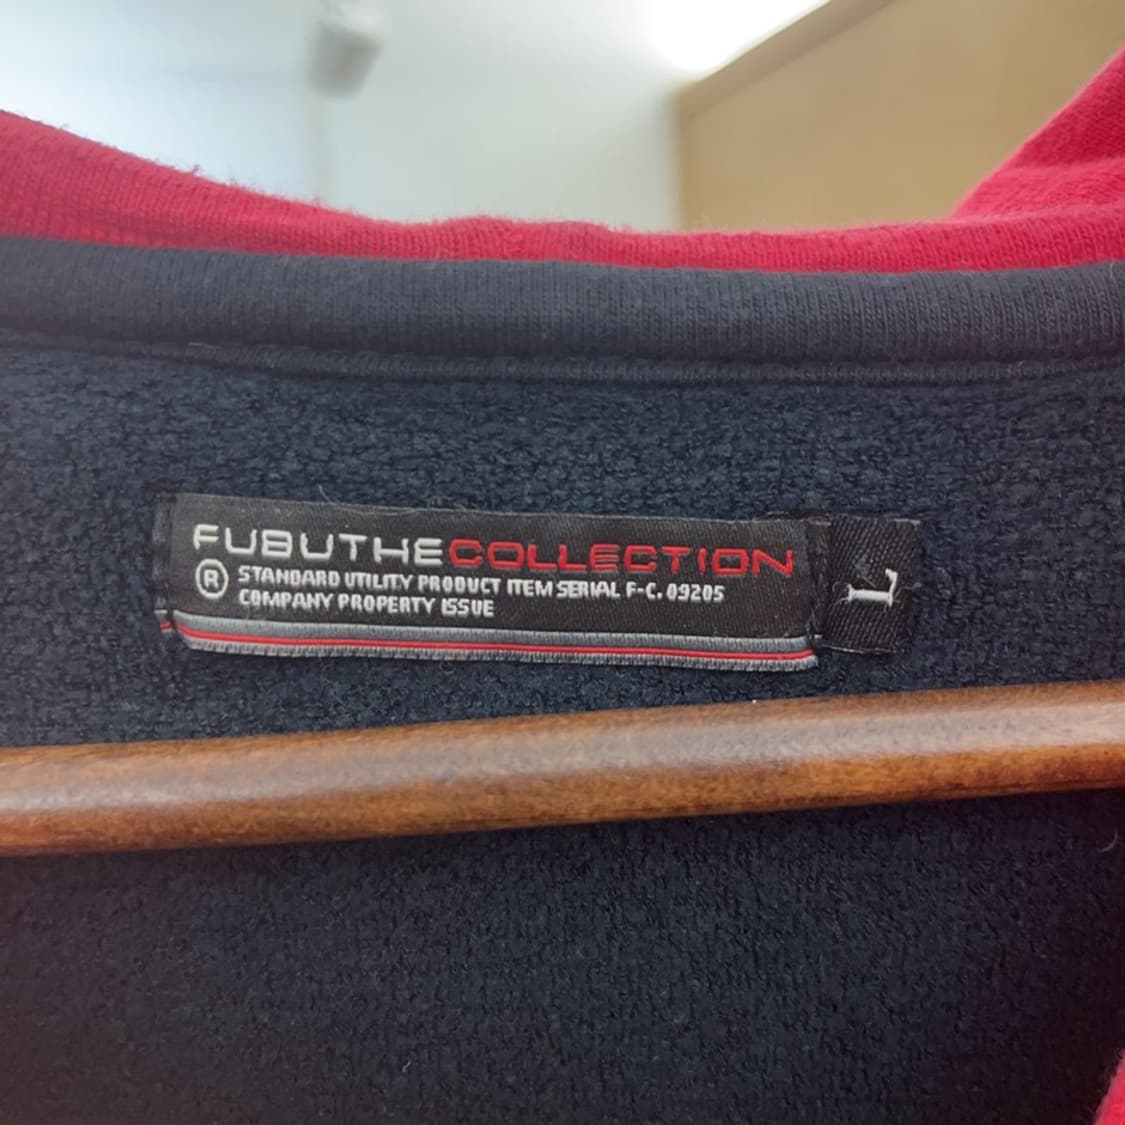 FUBUTHECOLLECTION
® STANDARD UTILITY PRODUCT ITEM SERIAL F-C. 09205
COMPANY PROPERTY ISSUE
L